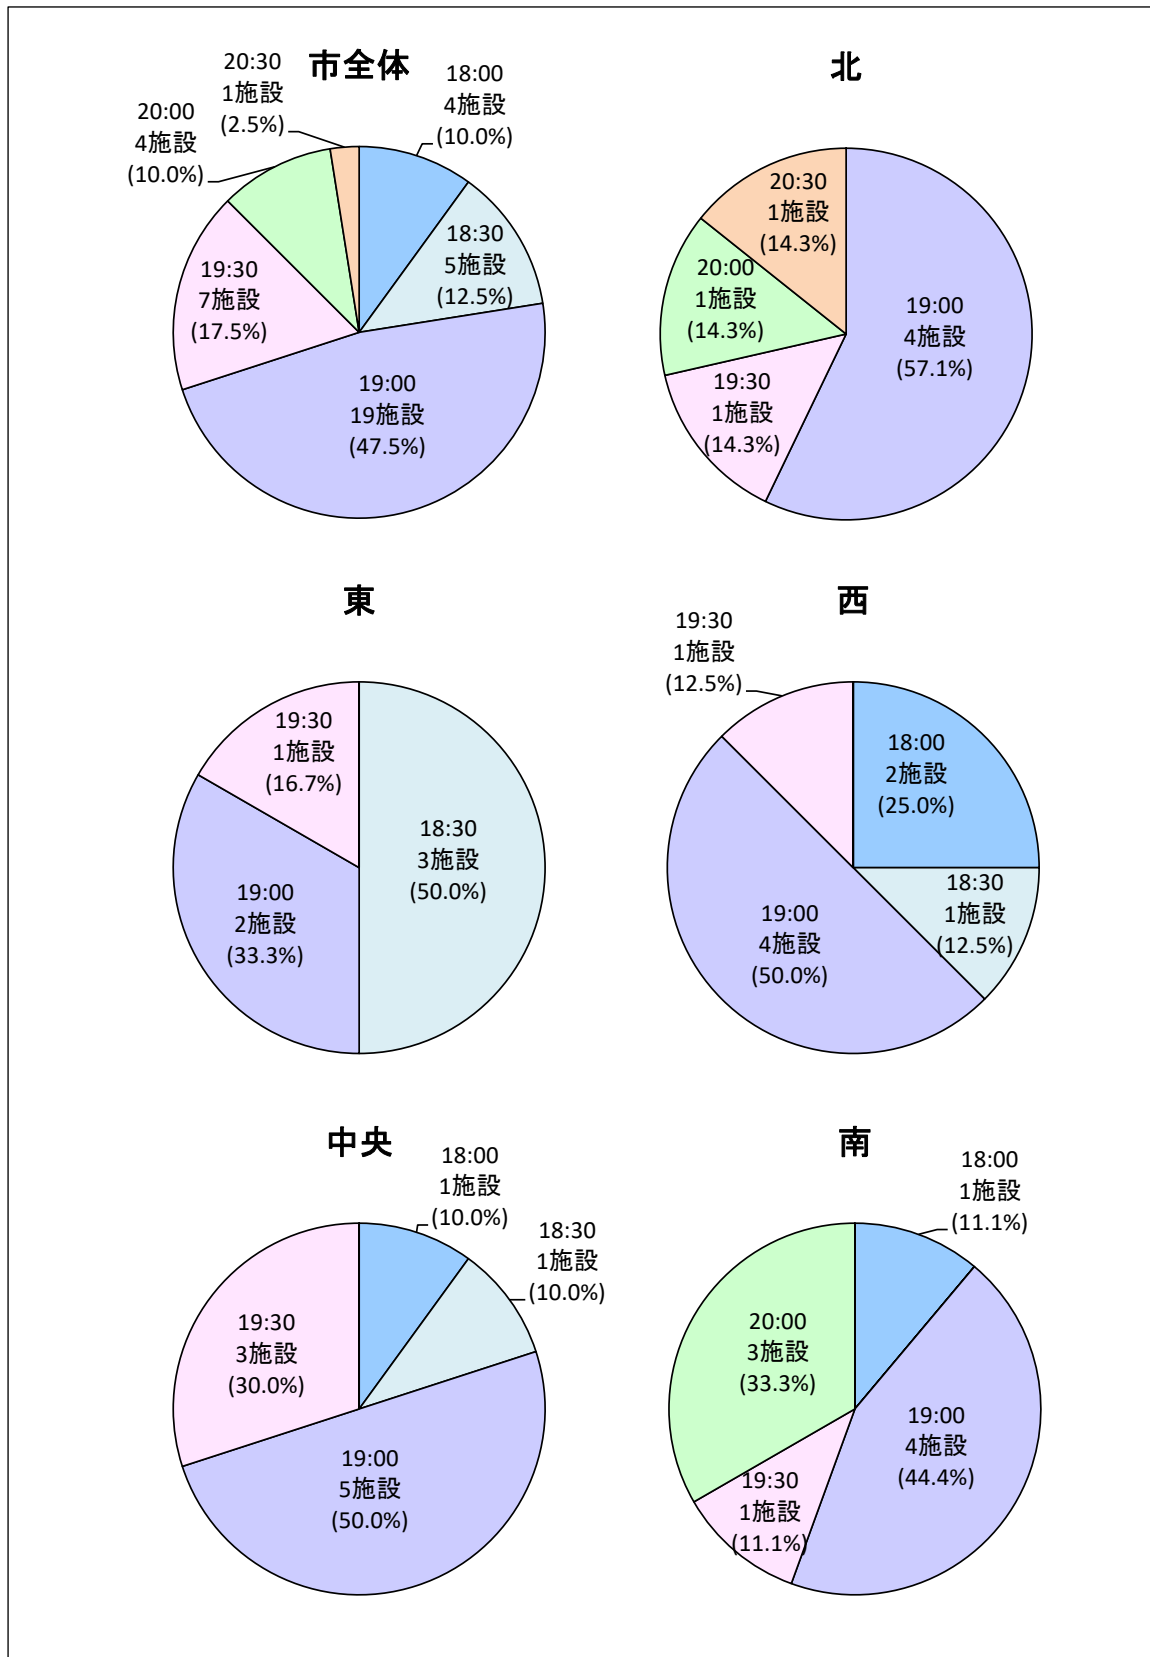 市全体
20:30
1施設
(2.5%)
18:00
4施設
(10.0%)
20:00
4施設
(10.0%)
18:30
5施設
(12.5%)
19:30
7施設
(17.5%)
19:00
19施設
(47.5%)
北
20:30
1施設
(14.3%)
20:00
1施設
(14.3%)
19:00
4施設
(57.1%)
19:30
1施設
(14.3%)
東
19:30
1施設
(16.7%)
18:30
3施設
(50.0%)
19:00
2施設
(33.3%)
西
19:30
1施設
(12.5%)
18:00
2施設
(25.0%)
18:30
1施設
(12.5%)
19:00
4施設
(50.0%)
中央
18:00
1施設
(10.0%)
18:30
1施設
(10.0%)
19:30
3施設
(30.0%)
19:00
5施設
(50.0%)
南
18:00
1施設
(11.1%)
20:00
3施設
(33.3%)
19:00
4施設
(44.4%)
19:30
1施設
(11.1%)